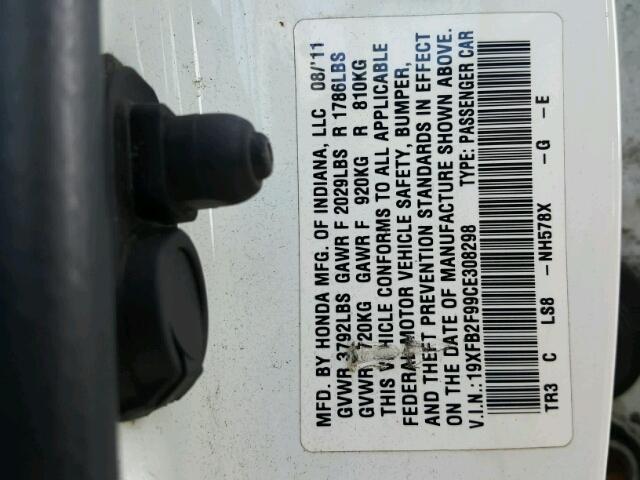 MFD. BY HONDA MFG. OF INDIANA, LLC 08/'11
GVWR 3792LBS GAWR F 2029LBS R 1786LBS
GVWR 1720KG GAWR F 920KG R 810KG
THIS VEHICLE CONFORMS TO ALL APPLICABLE
FEDERAL MOTOR VEHICLE SAFETY, BUMPER,
AND THEFT PREVENTION STANDARDS IN EFFECT
ON THE DATE OF MANUFACTURE SHOWN ABOVE.
V.I.N.: 19XFB2F99CE308298 TYPE: PASSENGER CAR
TR3 C LS8 -NH578X -G -E